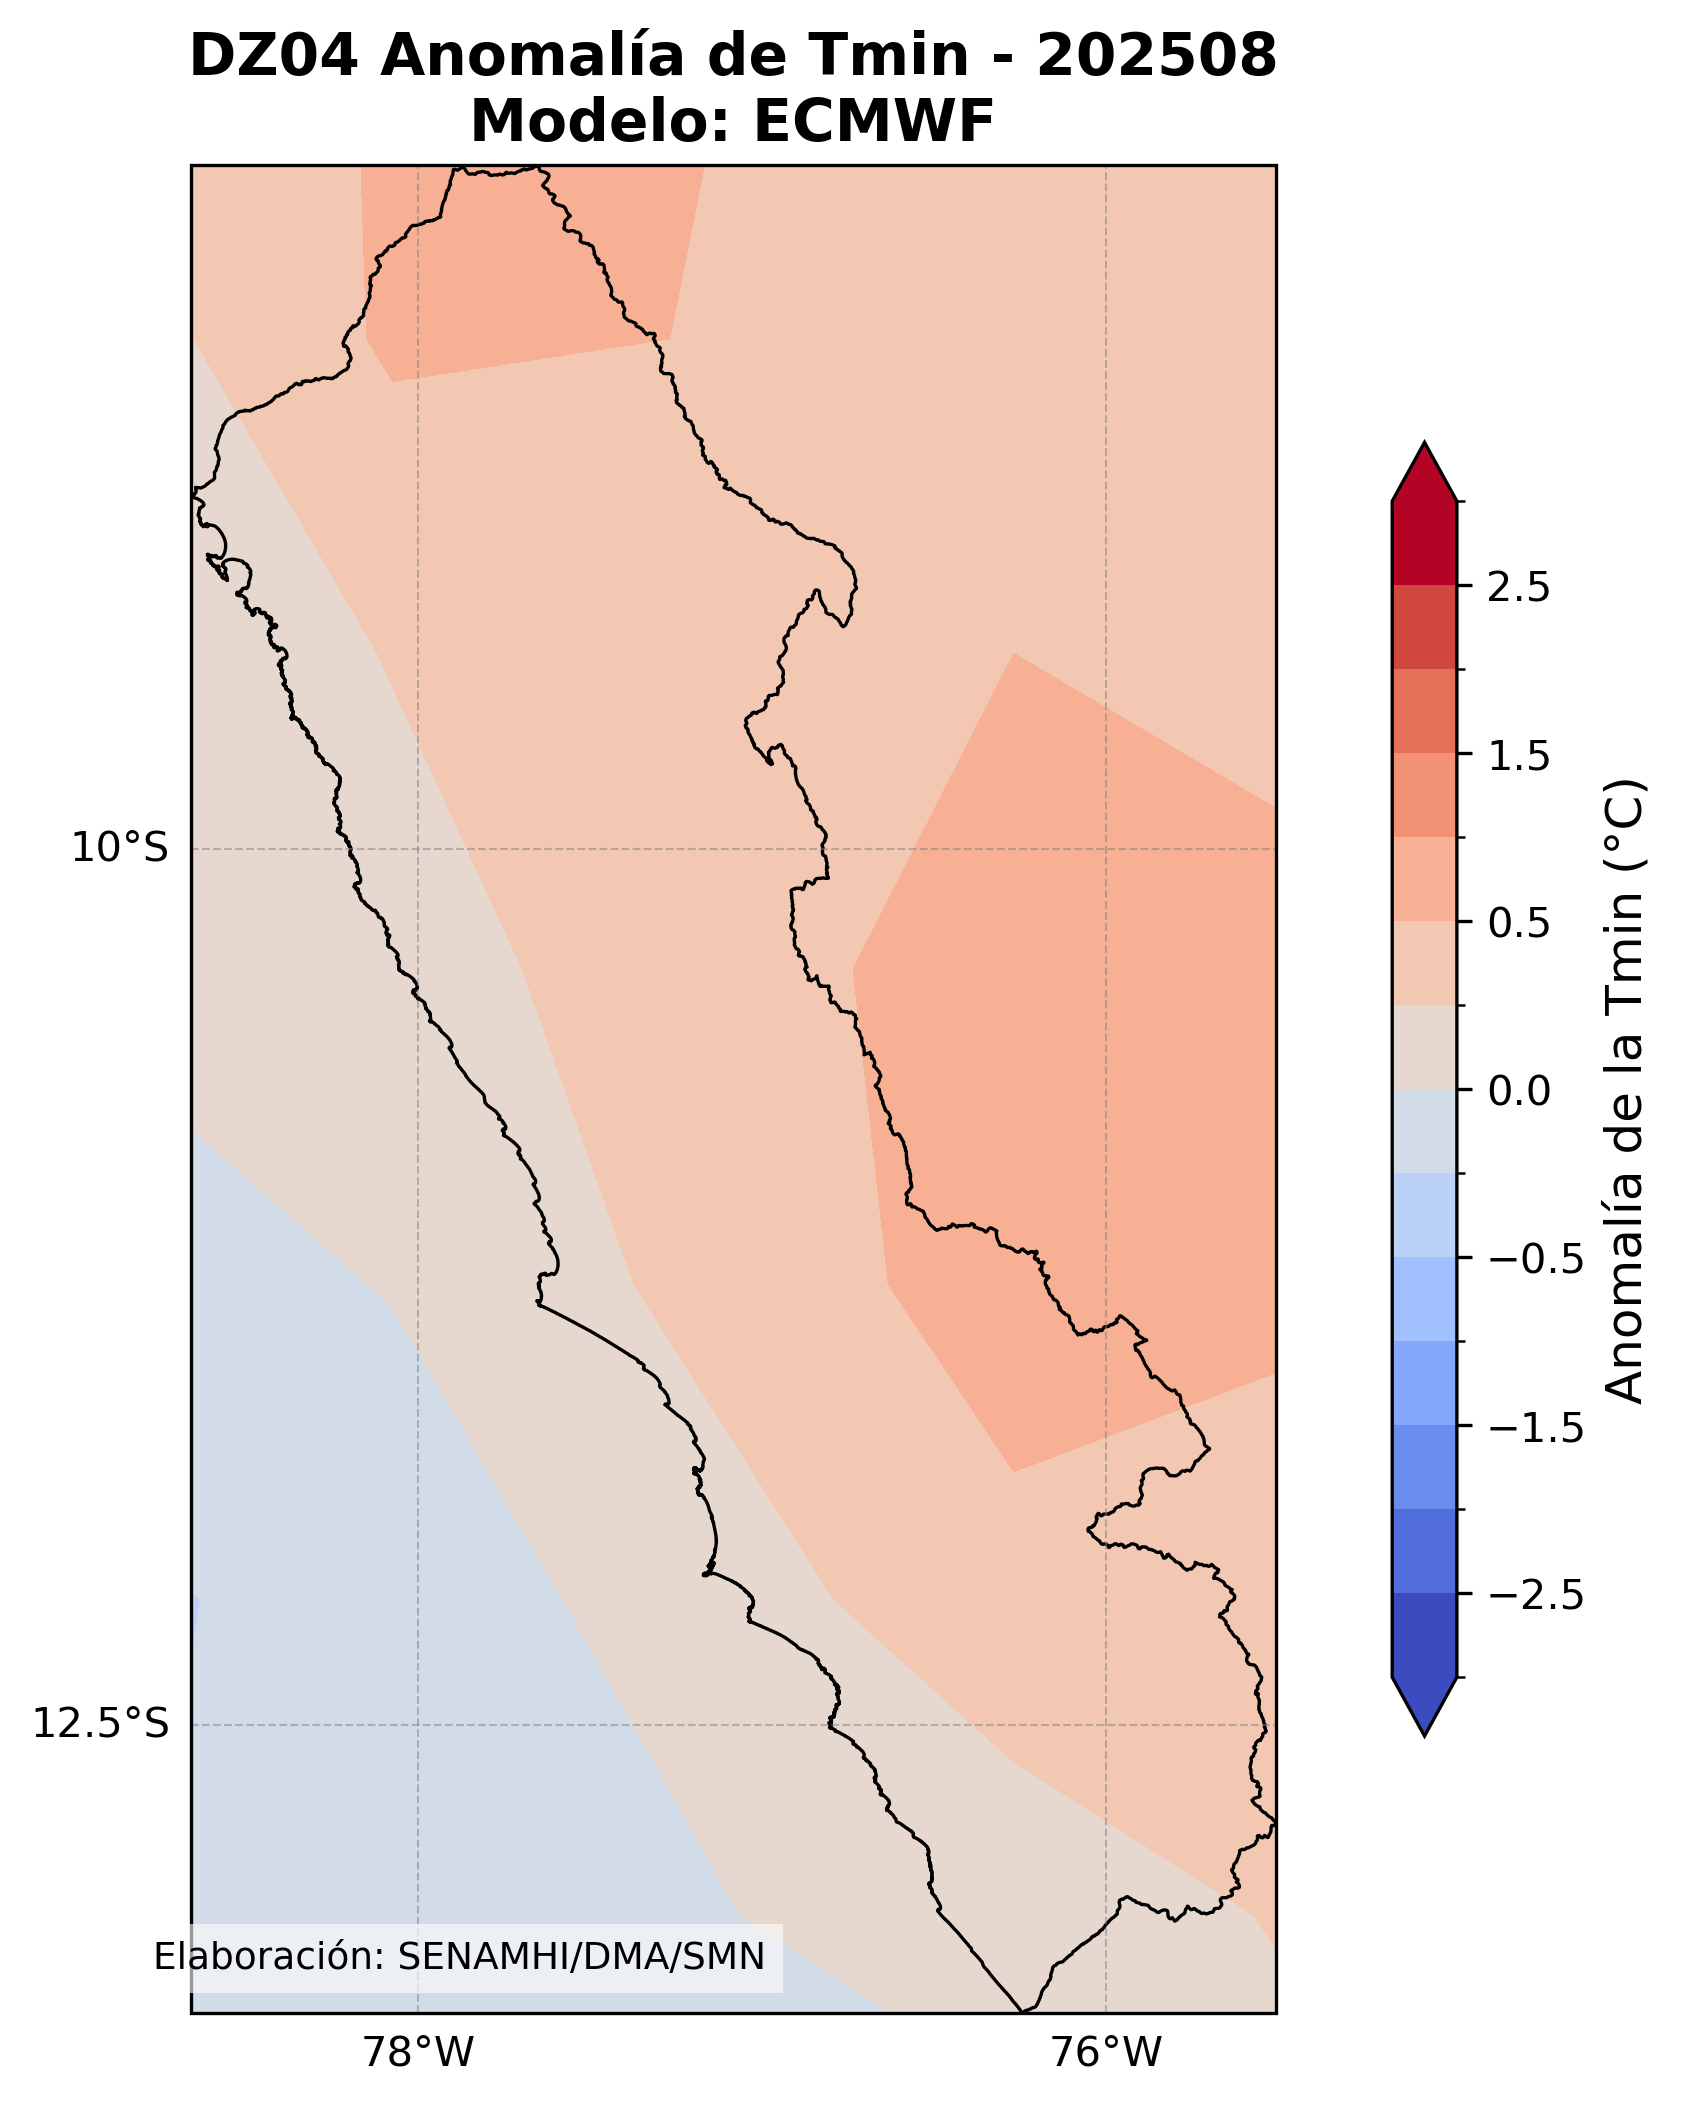 DZ04 Anomalía de Tmin - 202508
Modelo: ECMWF
10°S
12.5°S
78°W
76°W
2.5
1.5
0.5
0.0
−0.5
−1.5
−2.5
Anomalía de la Tmin (°C)
Elaboración: SENAMHI/DMA/SMN